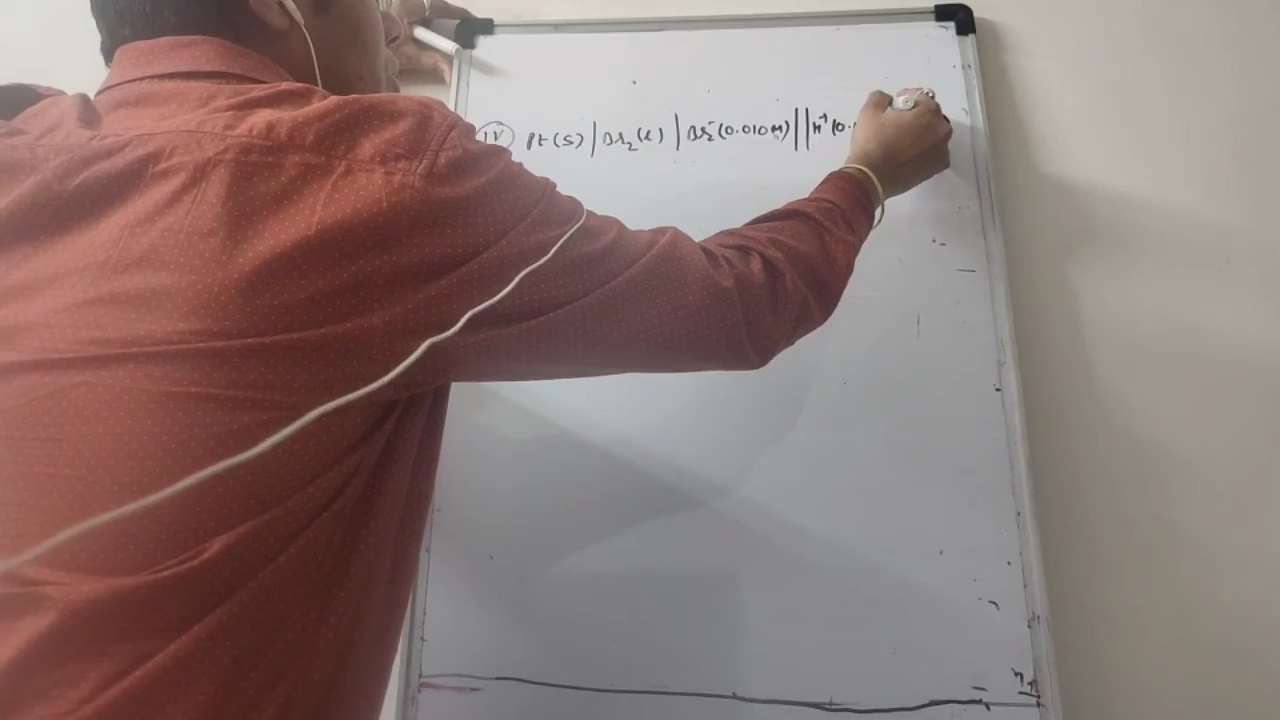 (IV) Pt(s) | Br₂(l) | Br⁻(0.010M) || H⁺(0.